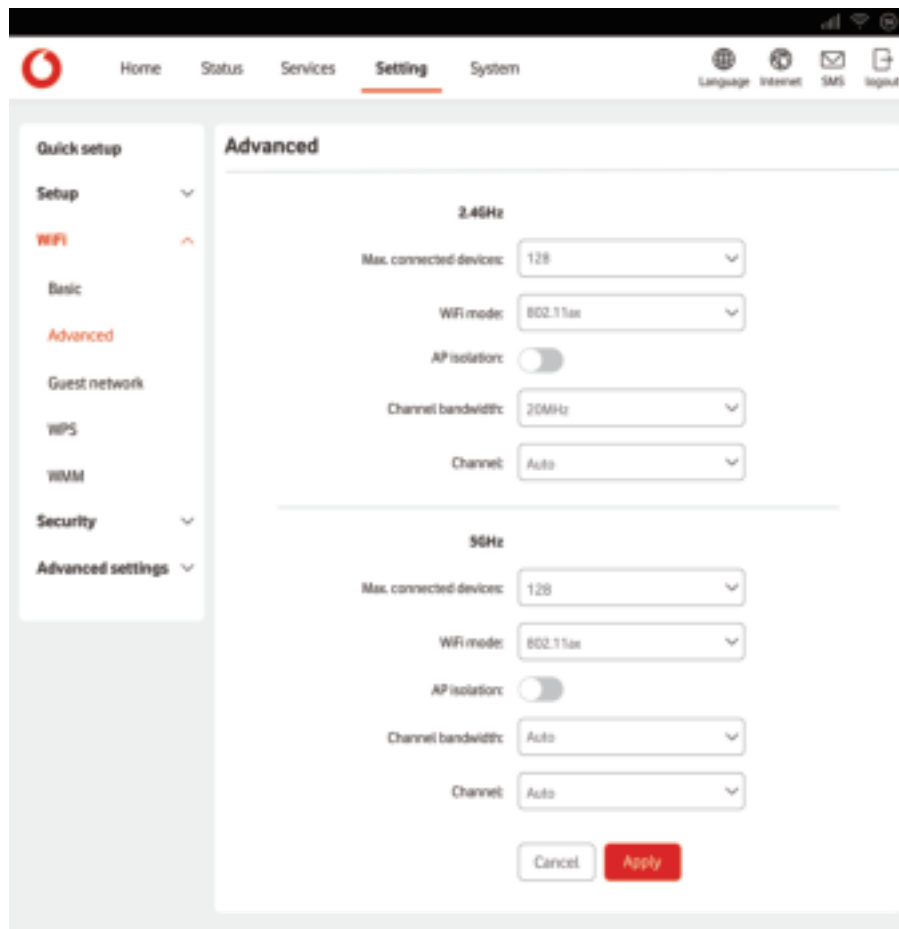 Home Status Services Setting System
Language Internet SMS logout
Quick setup
Setup
WiFi
Basic
Advanced
Guest network
WPS
WMM
Security
Advanced settings
Advanced
2.4GHz
Max. connected devices: 128
WiFi mode: 802.11ax
AP isolation:
Channel bandwidth: 20MHz
Channel: Auto
5GHz
Max. connected devices: 128
WiFi mode: 802.11ax
AP isolation:
Channel bandwidth: Auto
Channel: Auto
Cancel Apply